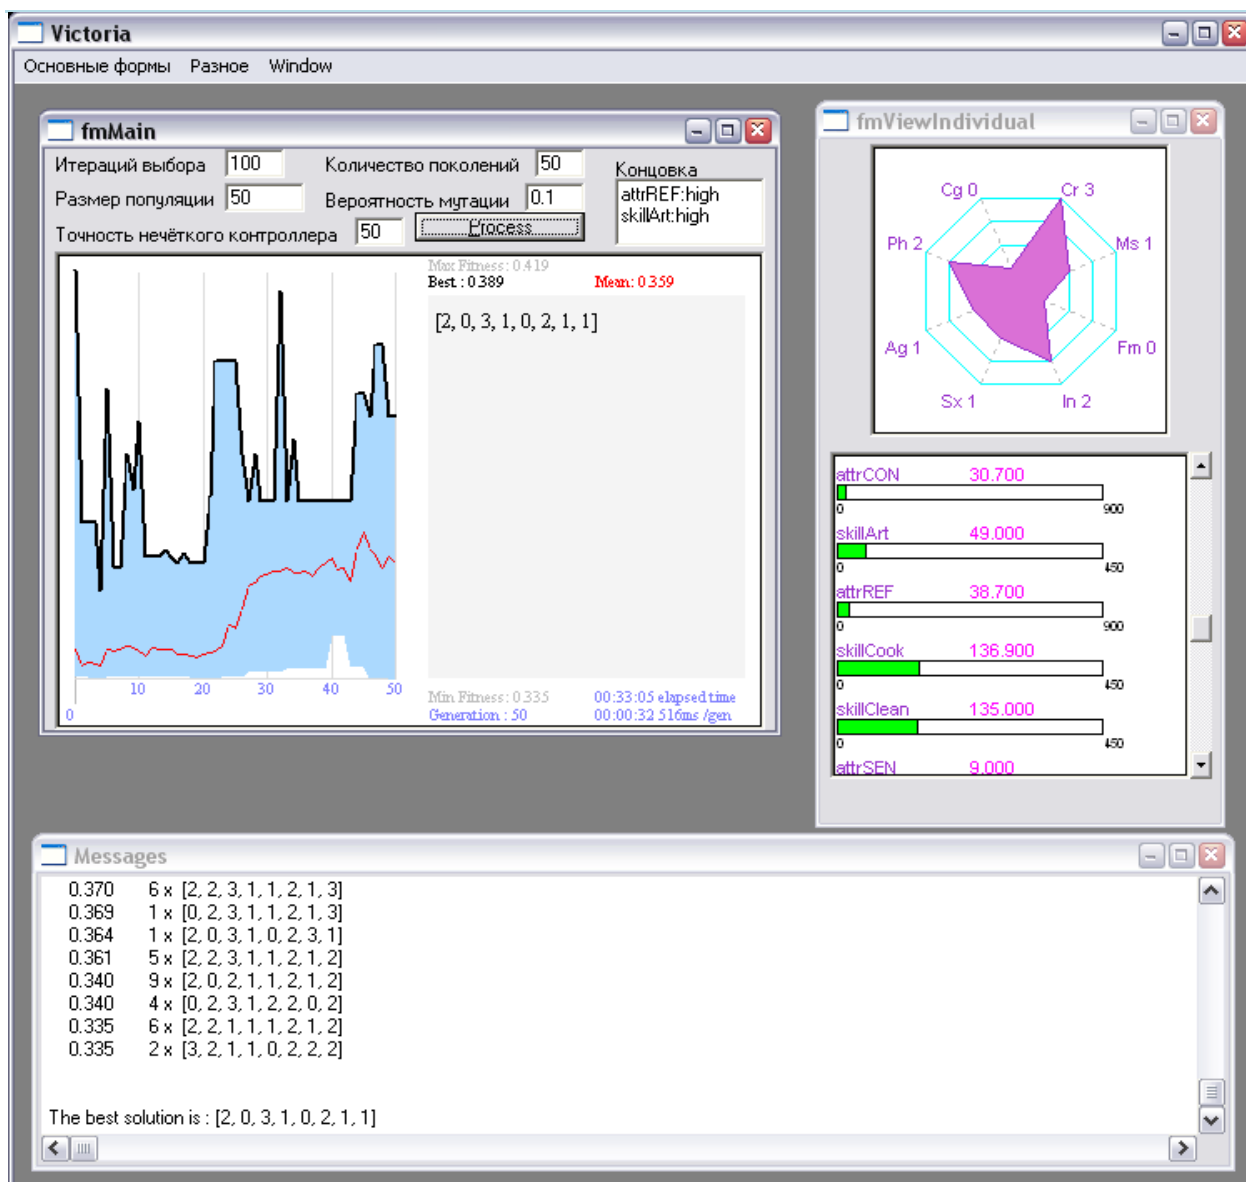 Victoria
Основные формы Разное Window
fmMain
Итераций выбора 100 Количество поколений 50 Концовка
Размер популяции 50 Вероятность мутации 0.1 attrREF:high
skillArt:high
Точность нечёткого контроллера 50 Process
Max Fitness: 0.419
Best : 0.389 Mean: 0.359
[2, 0, 3, 1, 0, 2, 1, 1]
10 20 30 40 50
0
Min Fitness: 0.335 00:33:05 elapsed time
Generation : 50 00:00:32 516ms /gen
fmViewIndividual
Cg 0 Cr 3
Ph 2 Ms 1
Ag 1 Fm 0
Sx 1 In 2
attrCON 30.700
0 900
skillArt 49.000
0 450
attrREF 38.700
0 900
skillCook 136.900
0 450
skillClean 135.000
0 450
attrSEN 9.000
Messages
0.370 6 x [2, 2, 3, 1, 1, 2, 1, 3]
0.369 1 x [0, 2, 3, 1, 1, 2, 1, 3]
0.364 1 x [2, 0, 3, 1, 0, 2, 3, 1]
0.361 5 x [2, 2, 3, 1, 1, 2, 1, 2]
0.340 9 x [2, 0, 2, 1, 1, 2, 1, 2]
0.340 4 x [0, 2, 3, 1, 2, 2, 0, 2]
0.335 6 x [2, 2, 1, 1, 1, 2, 1, 2]
0.335 2 x [3, 2, 1, 1, 0, 2, 2, 2]
The best solution is : [2, 0, 3, 1, 0, 2, 1, 1]